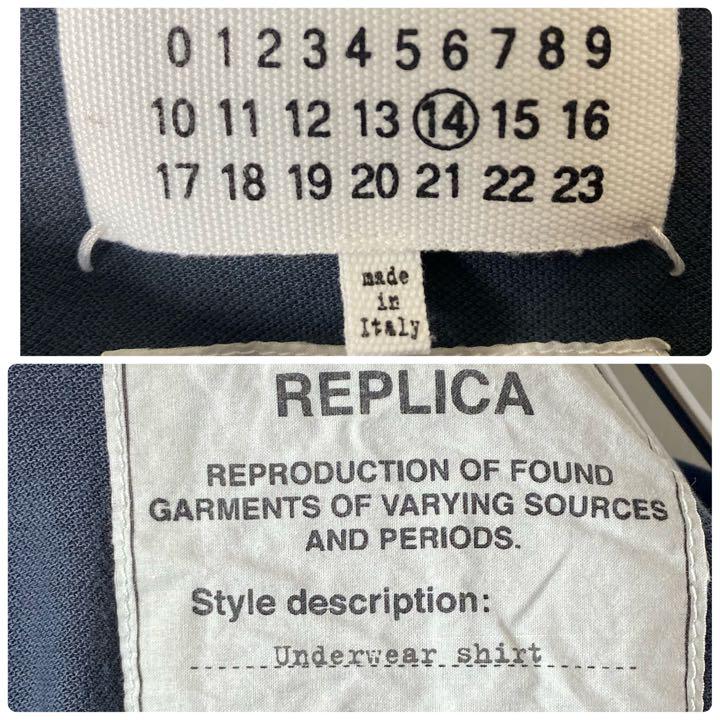 0 1 2 3 4 5 6 7 8 9
10 11 12 13 14 15 16
17 18 19 20 21 22 23
made
in
Italy
REPLICA
REPRODUCTION OF FOUND
GARMENTS OF VARYING SOURCES
AND PERIODS.
Style description:
Underwear shirt